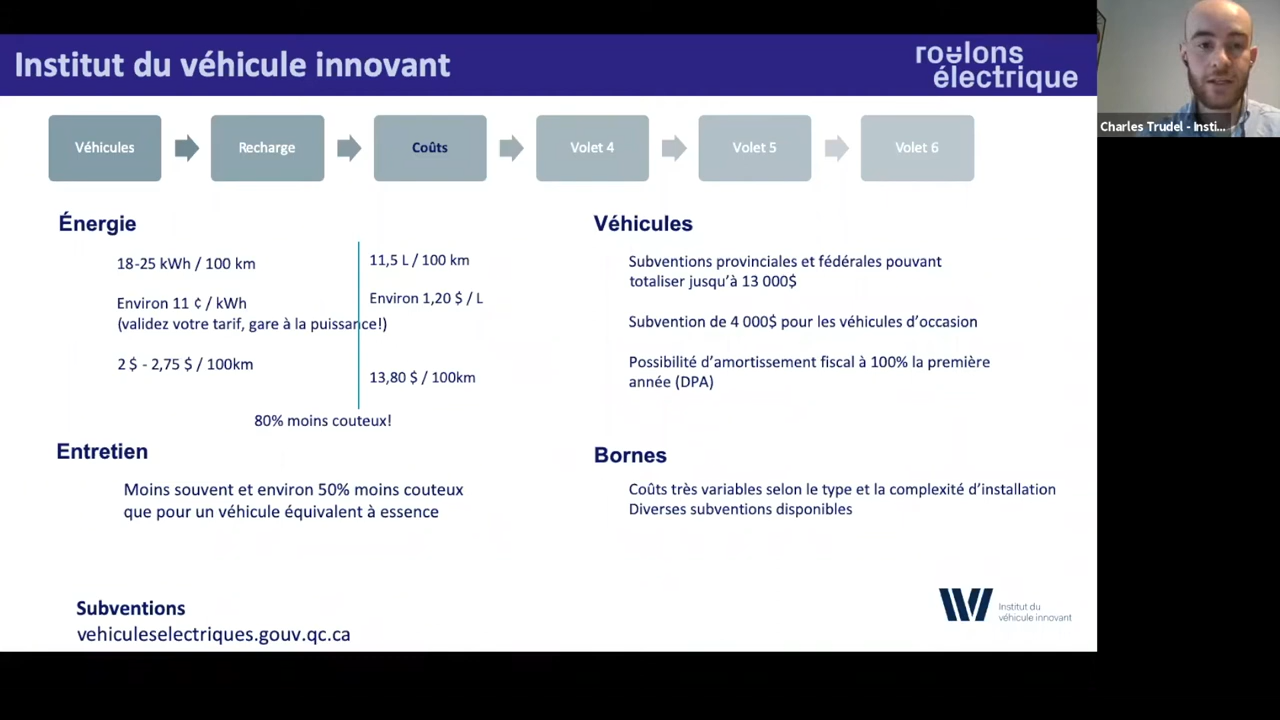 Institut du véhicule innovant
roulons
électrique
Charles Trudel - Insti...
Véhicules
Recharge
Coûts
Volet 4
Volet 5
Volet 6
Énergie
18-25 kWh / 100 km
Environ 11 ¢ / kWh
(validez votre tarif, gare à la puissance!)
2 $ - 2,75 $ / 100km
11,5 L / 100 km
Environ 1,20 $ / L
13,80 $ / 100km
80% moins couteux!
Entretien
Moins souvent et environ 50% moins couteux
que pour un véhicule équivalent à essence
Véhicules
Subventions provinciales et fédérales pouvant
totaliser jusqu'à 13 000$
Subvention de 4 000$ pour les véhicules d'occasion
Possibilité d'amortissement fiscal à 100% la première
année (DPA)
Bornes
Coûts très variables selon le type et la complexité d'installation
Diverses subventions disponibles
Subventions
vehiculeselectriques.gouv.qc.ca
Institut du
véhicule innovant